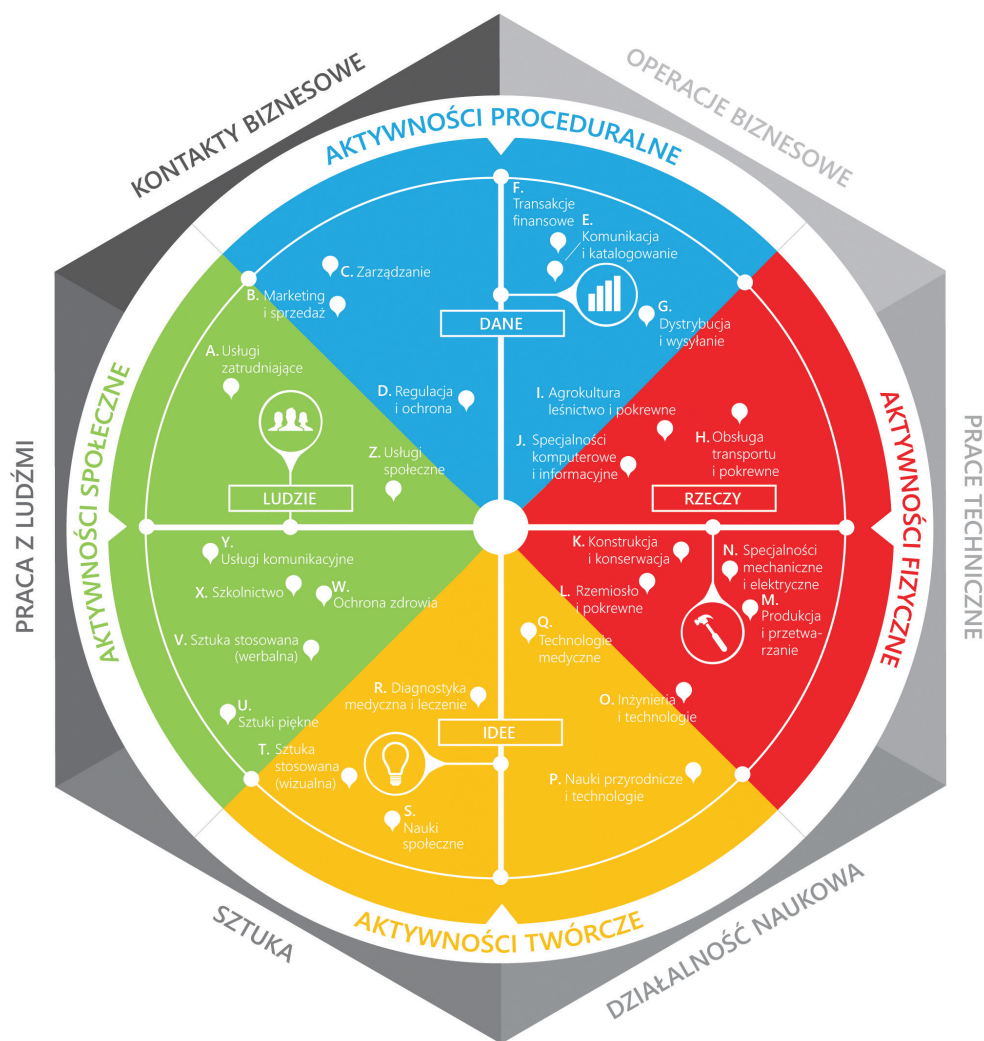 KONTAKTY BIZNESOWE
OPERACJE BIZNESOWE
AKTYWNOŚCI PROCEDURALNE
F.
Transakcje
finansowe
E.
Komunikacja
i katalogowanie
C. Zarządzanie
B. Marketing
i sprzedaż
G.
Dystrybucja
i wysyłanie
DANE
A. Usługi
zatrudniające
D. Regulacja
i ochrona
I. Agrokultura
leśnictwo i pokrewne
J. Specjalności
komputerowe
i informacyjne
H. Obsługa
transportu
i pokrewne
Z. Usługi
społeczne
LUDZIE
RZECZY
PRACA Z LUDŹMI
AKTYWNOŚCI SPOŁECZNE
AKTYWNOŚCI FIZYCZNE
PRACE TECHNICZNE
Y.
Usługi komunikacyjne
X. Szkolnictwo
W.
Ochrona zdrowia
V. Sztuka stosowana
(werbalna)
U.
Sztuki piękne
K. Konstrukcja
i konserwacja
L. Rzemiosło
i pokrewne
N. Specjalności
mechaniczne
i elektryczne
M.
Produkcja
i przetwa-
rzanie
Q.
Technologie
medyczne
R. Diagnostyka
medyczna i leczenie
O. Inżynieria
i technologie
IDEE
T. Sztuka
stosowana
(wizualna)
P. Nauki przyrodnicze
i technologie
S.
Nauki
społeczne
AKTYWNOŚCI TWÓRCZE
SZTUKA
DZIAŁALNOŚĆ NAUKOWA